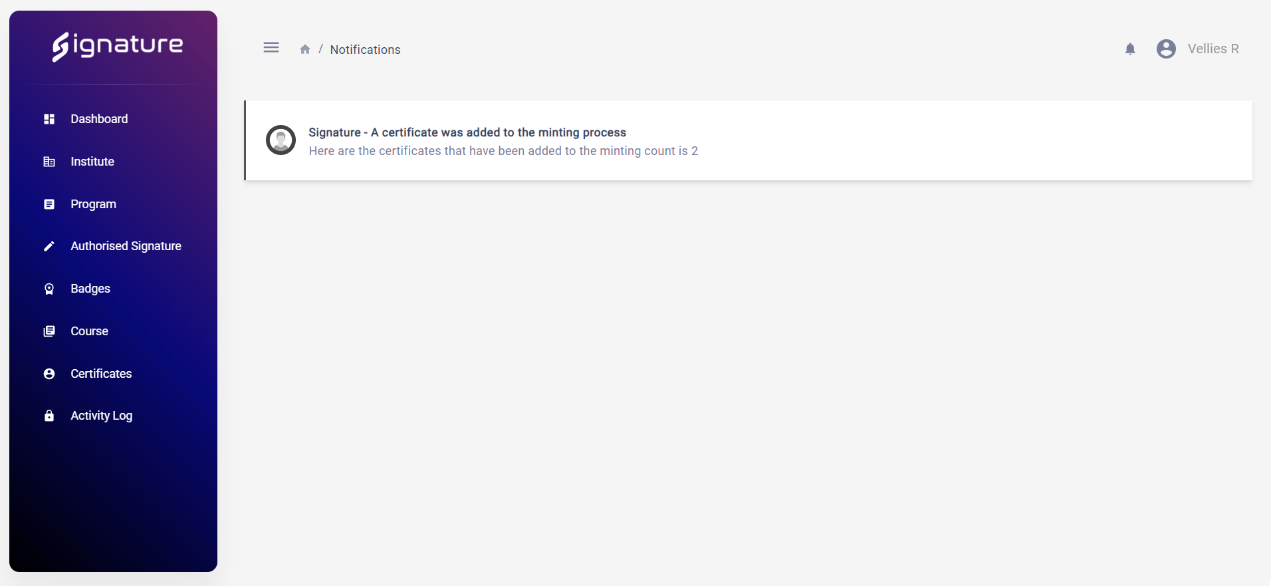 Signature
Dashboard
Institute
Program
Authorised Signature
Badges
Course
Certificates
Activity Log
/ Notifications
Vellies R
Signature - A certificate was added to the minting process
Here are the certificates that have been added to the minting count is 2